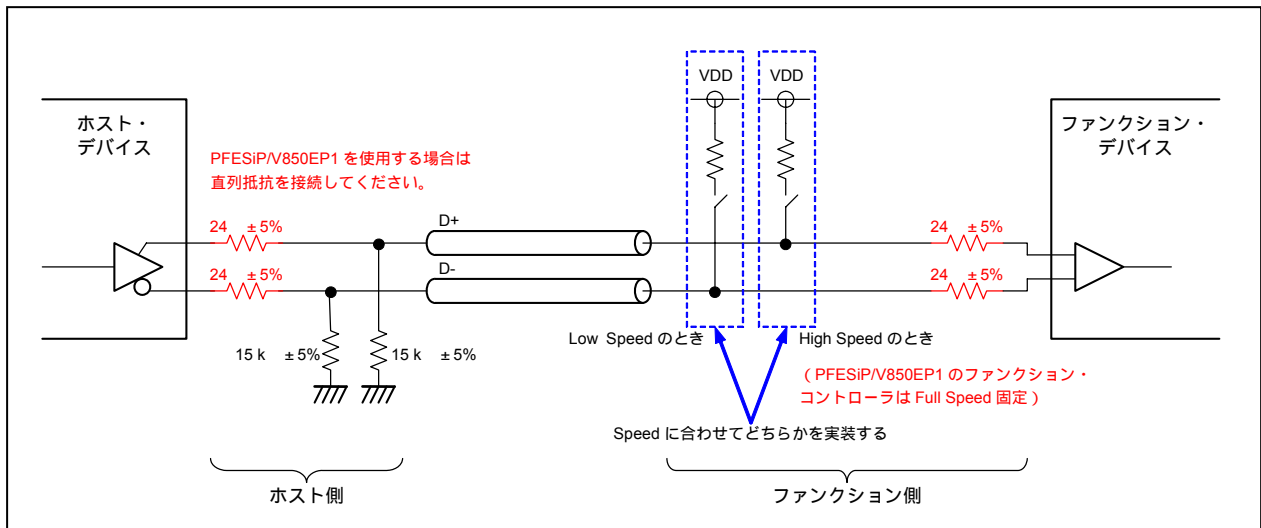 VDD
VDD
ホスト・
デバイス
ファンクション・
デバイス
PFESiP/V850EP1 を使用する場合は
直列抵抗を接続してください。
24 ±5%
D+
24 ±5%
24 ±5%
D-
24 ±5%
Low Speed のとき
High Speed のとき
15 k ±5%
15 k ±5%
(PFESiP/V850EP1 のファンクション・
コントローラは Full Speed 固定)
Speed に合わせてどちらかを実装する
ホスト側
ファンクション側